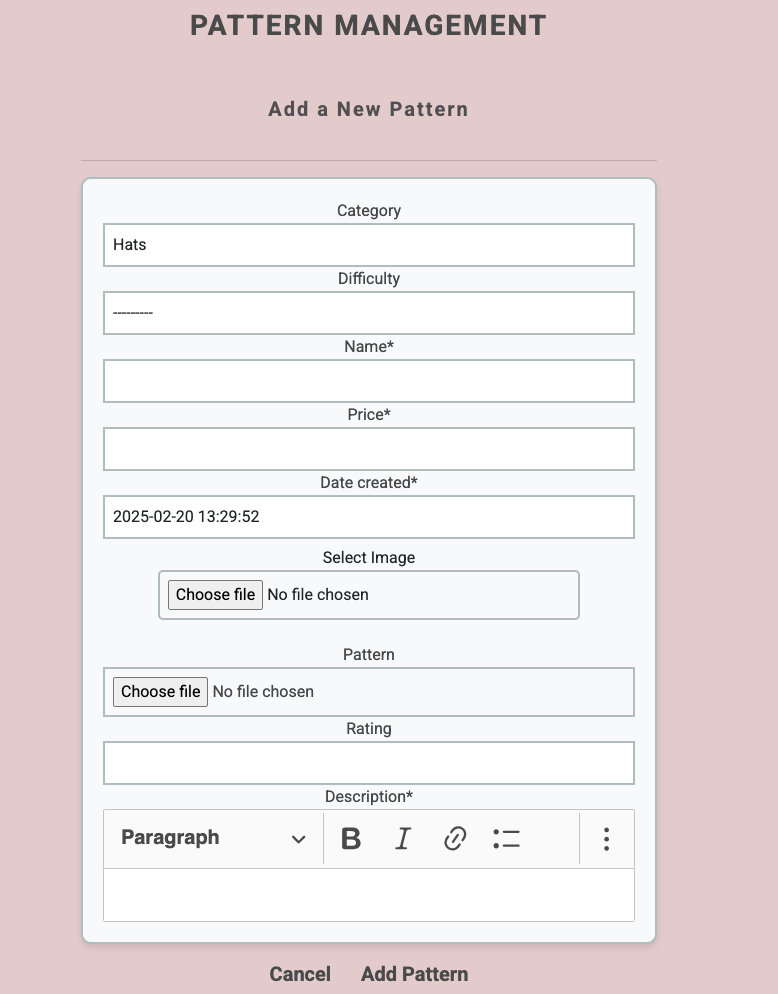 PATTERN MANAGEMENT
Add a New Pattern
Category
Hats
Difficulty
---------
Name*
Price*
Date created*
2025-02-20 13:29:52
Select Image
Choose file No file chosen
Pattern
Choose file No file chosen
Rating
Description*
Paragraph B I
Cancel Add Pattern